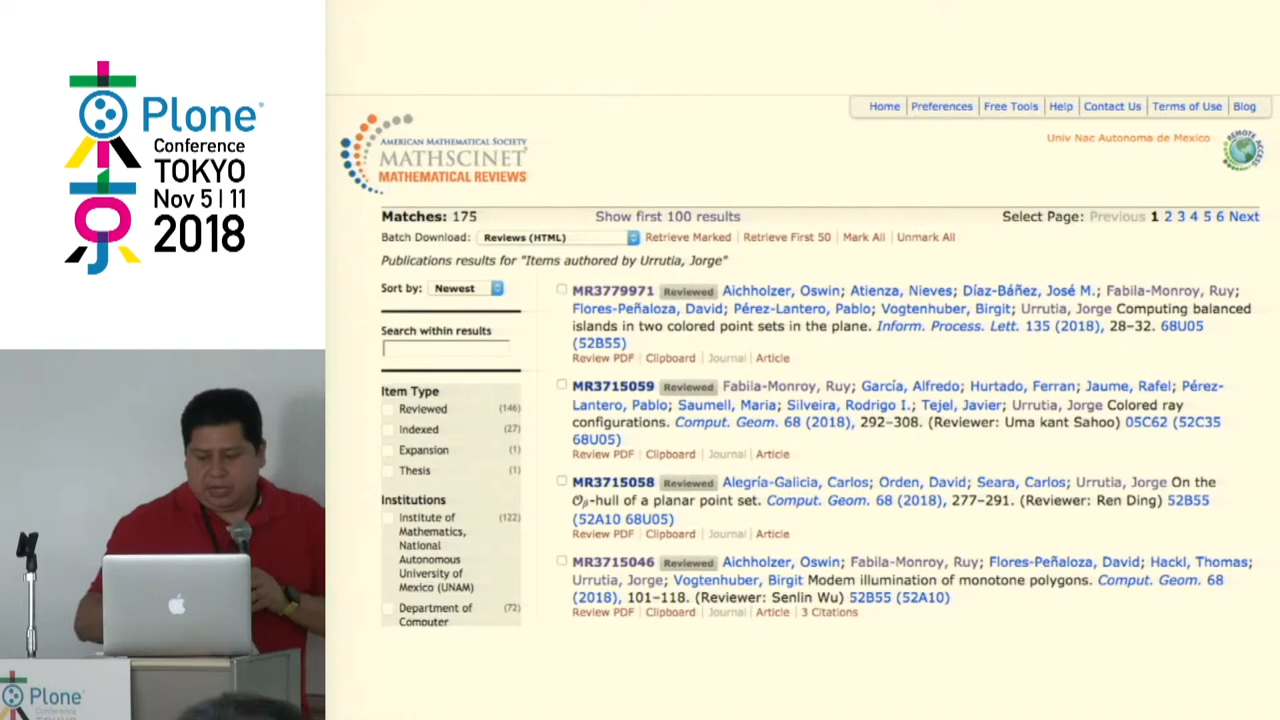 Plone®
Conference
TOKYO
Nov 5 | 11
2018
Home | Preferences | Free Tools | Help | Contact Us | Terms of Use | Blog
AMERICAN MATHEMATICAL SOCIETY
MATHSCINET
MATHEMATICAL REVIEWS
Univ Nac Autonoma de Mexico
REMOTE ACCESS
Matches: 175 Show first 100 results Select Page: Previous 1 2 3 4 5 6 Next
Batch Download: Reviews (HTML) Retrieve Marked | Retrieve First 50 | Mark All | Unmark All
Publications results for "Items authored by Urrutia, Jorge"
Sort by: Newest
Search within results
Item Type
Reviewed (146)
Indexed (27)
Expansion (1)
Thesis (1)
Institutions
Institute of (122)
Mathematics,
National
Autonomous
University of
Mexico (UNAM)
Department of (72)
Computer
MR3779971 Reviewed Aichholzer, Oswin; Atienza, Nieves; Díaz-Báñez, José M.; Fabila-Monroy, Ruy;
Flores-Peñaloza, David; Pérez-Lantero, Pablo; Vogtenhuber, Birgit; Urrutia, Jorge Computing balanced
islands in two colored point sets in the plane. Inform. Process. Lett. 135 (2018), 28–32. 68U05
(52B55)
Review PDF | Clipboard | Journal | Article
MR3715059 Reviewed Fabila-Monroy, Ruy; García, Alfredo; Hurtado, Ferran; Jaume, Rafel; Pérez-
Lantero, Pablo; Saumell, Maria; Silveira, Rodrigo I.; Tejel, Javier; Urrutia, Jorge Colored ray
configurations. Comput. Geom. 68 (2018), 292–308. (Reviewer: Uma kant Sahoo) 05C62 (52C35
68U05)
Review PDF | Clipboard | Journal | Article
MR3715058 Reviewed Alegría-Galicia, Carlos; Orden, David; Seara, Carlos; Urrutia, Jorge On the
𝒪β-hull of a planar point set. Comput. Geom. 68 (2018), 277–291. (Reviewer: Ren Ding) 52B55
(52A10 68U05)
Review PDF | Clipboard | Journal | Article
MR3715046 Reviewed Aichholzer, Oswin; Fabila-Monroy, Ruy; Flores-Peñaloza, David; Hackl, Thomas;
Urrutia, Jorge; Vogtenhuber, Birgit Modem illumination of monotone polygons. Comput. Geom. 68
(2018), 101–118. (Reviewer: Senlin Wu) 52B55 (52A10)
Review PDF | Clipboard | Journal | Article | 3 Citations
Plone